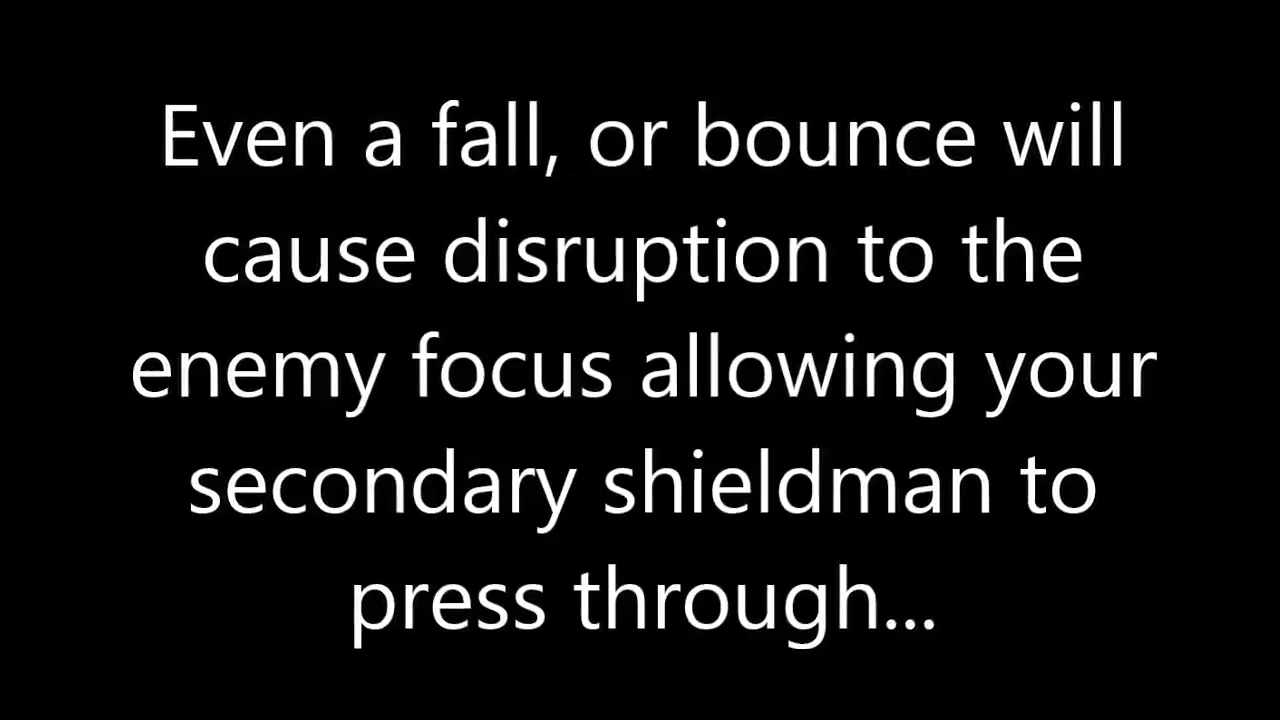 Even a fall, or bounce will
cause disruption to the
enemy focus allowing your
secondary shieldman to
press through...